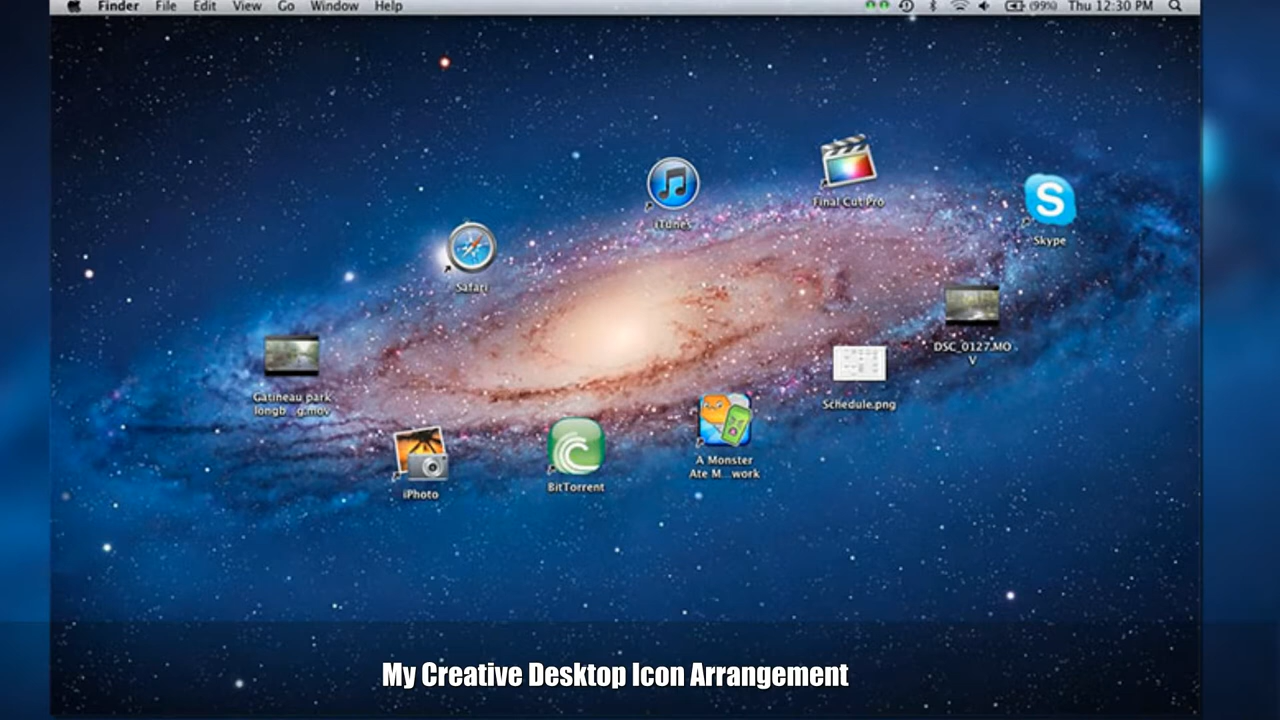 Finder File Edit View Go Window Help (99%) Thu 12:30 PM
Final Cut Pro
iTunes
S
Skype
Safari
DSC_0127.MO
V
Gatineau park
longb...g.mov
Schedule.png
A Monster
Ate M...work
BitTorrent
iPhoto
My Creative Desktop Icon Arrangement